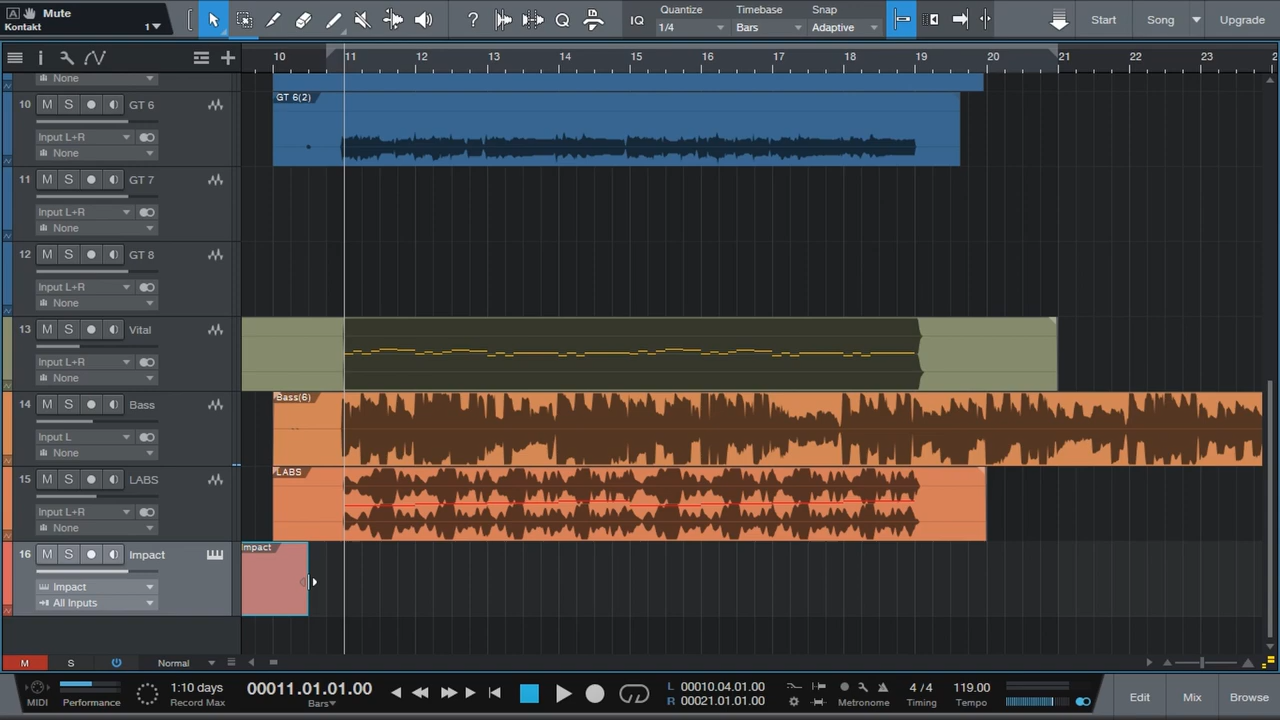 Mute
Kontakt
1
?
IQ
Quantize
1/4
Timebase
Bars
Snap
Adaptive
Start
Song
Upgrade
i
10 11 12 13 14 15 16 17 18 19 20 21 22 23 2
None
10 M S GT 6
Input L+R
None
GT 6(2)
11 M S GT 7
Input L+R
None
12 M S GT 8
Input L+R
None
13 M S Vital
Input L+R
None
14 M S Bass
Input L
None
Bass(6)
15 M S LABS
Input L+R
None
LABS
16 M S Impact
Impact
All Inputs
Impact
M S Normal
MIDI
Performance
1:10 days
Record Max
00011.01.01.00
Bars
L 00010.04.01.00
R 00021.01.01.00
Metronome
4 / 4
Timing
119.00
Tempo
Edit
Mix
Browse